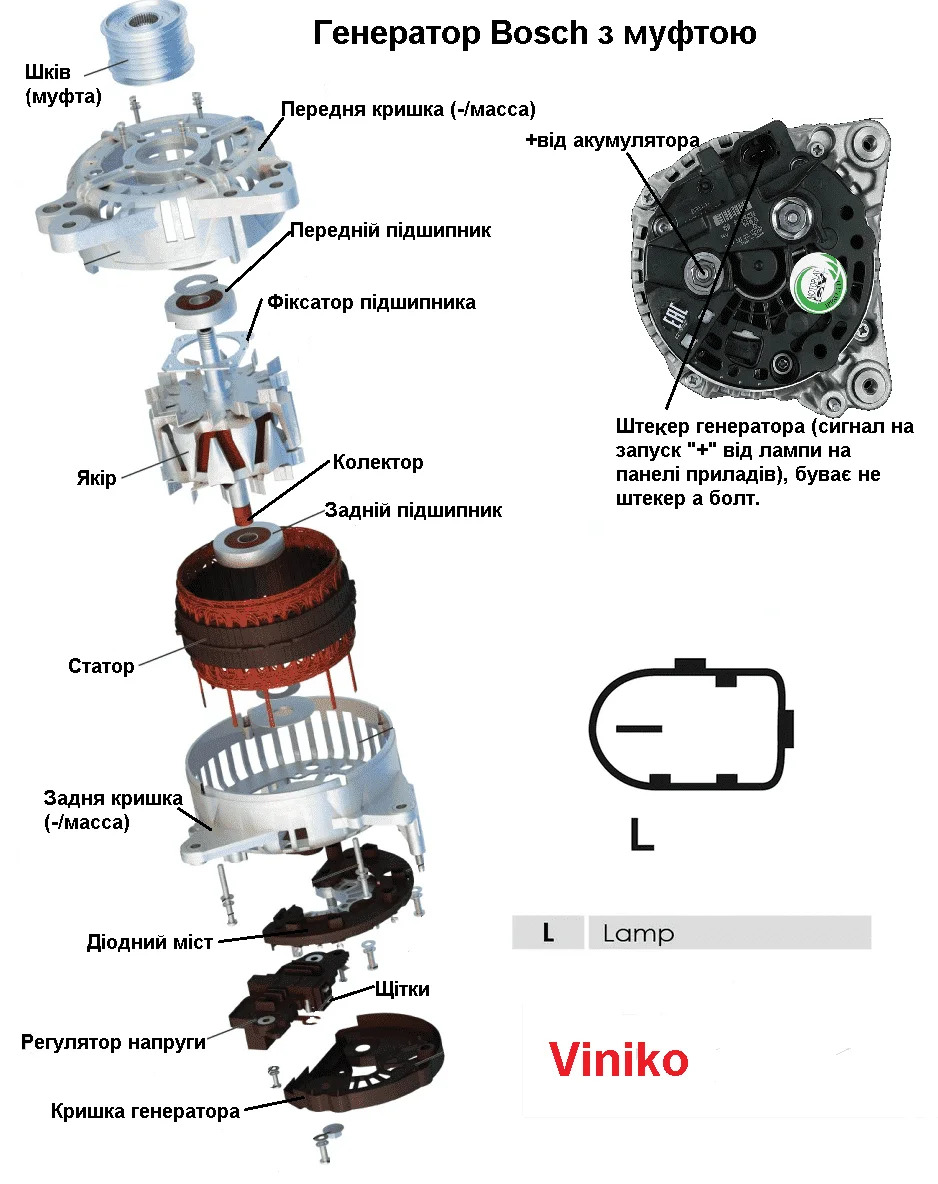 Генератор Bosch з муфтою
Шків
(муфта)
Передня кришка (-/масса)
+від акумулятора
Передній підшипник
Фіксатор підшипника
EAC
Штекер генератора (сигнал на
запуск "+" від лампи на
панелі приладів), буває не
штекер а болт.
Якір
Колектор
Задній підшипник
Статор
Задня кришка
(-/масса)
L
L Lamp
Діодний міст
Щітки
Регулятор напруги
Viniko
Кришка генератора